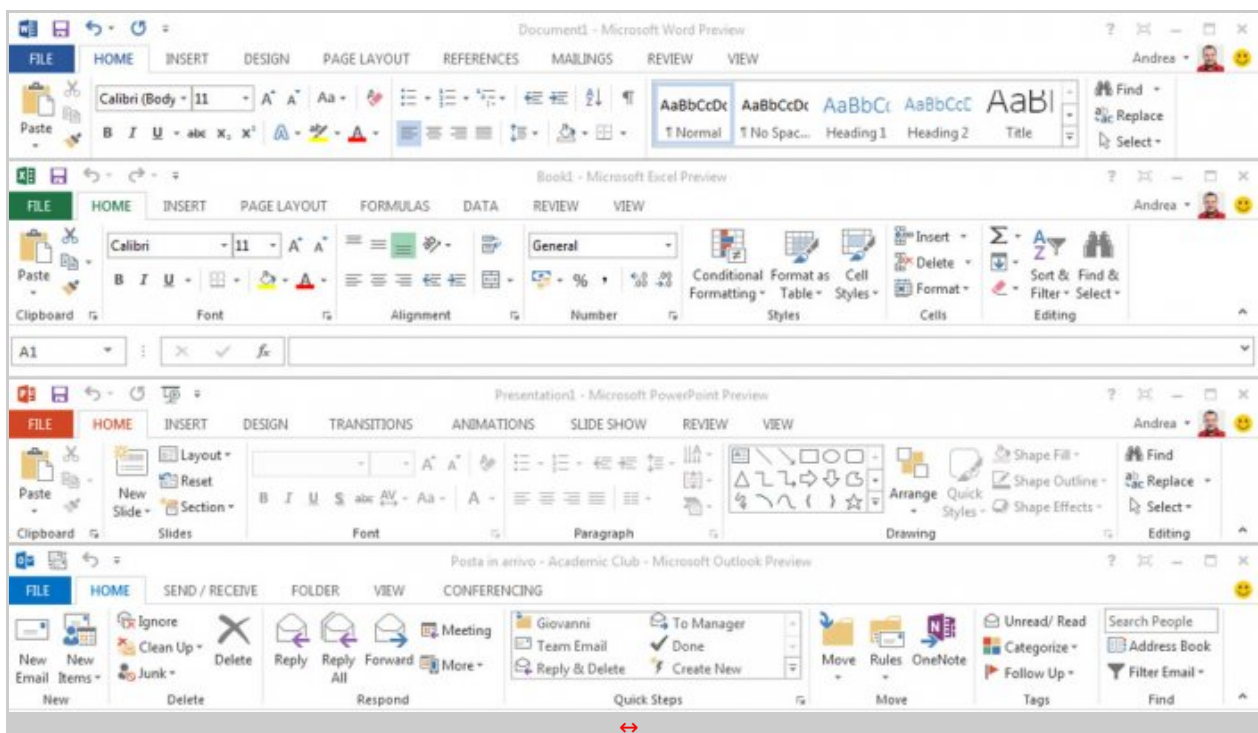 Document1 - Microsoft Word Preview
FILE HOME INSERT DESIGN PAGE LAYOUT REFERENCES MAILINGS REVIEW VIEW Andrea
Calibri (Body 11 A A Aa
AaBbCcDc AaBbCcDc AaBbCc AaBbCcC AaBl
Find
Replace
Paste B I U abc X₂ X² A A
¶ Normal ¶ No Spac... Heading 1 Heading 2 Title
Select
Book1 - Microsoft Excel Preview
FILE HOME INSERT PAGE LAYOUT FORMULAS DATA REVIEW VIEW Andrea
Calibri 11 A A General Insert Σ
Paste B I U A % Conditional Formatting Format as Table Cell Styles Delete Sort & Filter Find & Select
Format
Clipboard Font Alignment Number Styles Cells Editing
A1 fx
Presentation1 - Microsoft PowerPoint Preview
FILE HOME INSERT DESIGN TRANSITIONS ANIMATIONS SLIDE SHOW REVIEW VIEW Andrea
Layout A A Shape Fill Find
Paste New Slide Reset Arrange Quick Styles Shape Outline Replace
Section B I U S abc AV Aa A Shape Effects Select
Clipboard Slides Font Paragraph Drawing Editing
Posta in arrivo - Academic Club - Microsoft Outlook Preview
FILE HOME SEND / RECEIVE FOLDER VIEW CONFERENCING
Ignore Meeting Giovanni To Manager Unread/ Read Search People
New Email New Items Clean Up Delete Reply Reply All Forward Team Email Done Move Rules OneNote Categorize Address Book
Junk More Reply & Delete Create New Follow Up Filter Email
New Delete Respond Quick Steps Move Tags Find